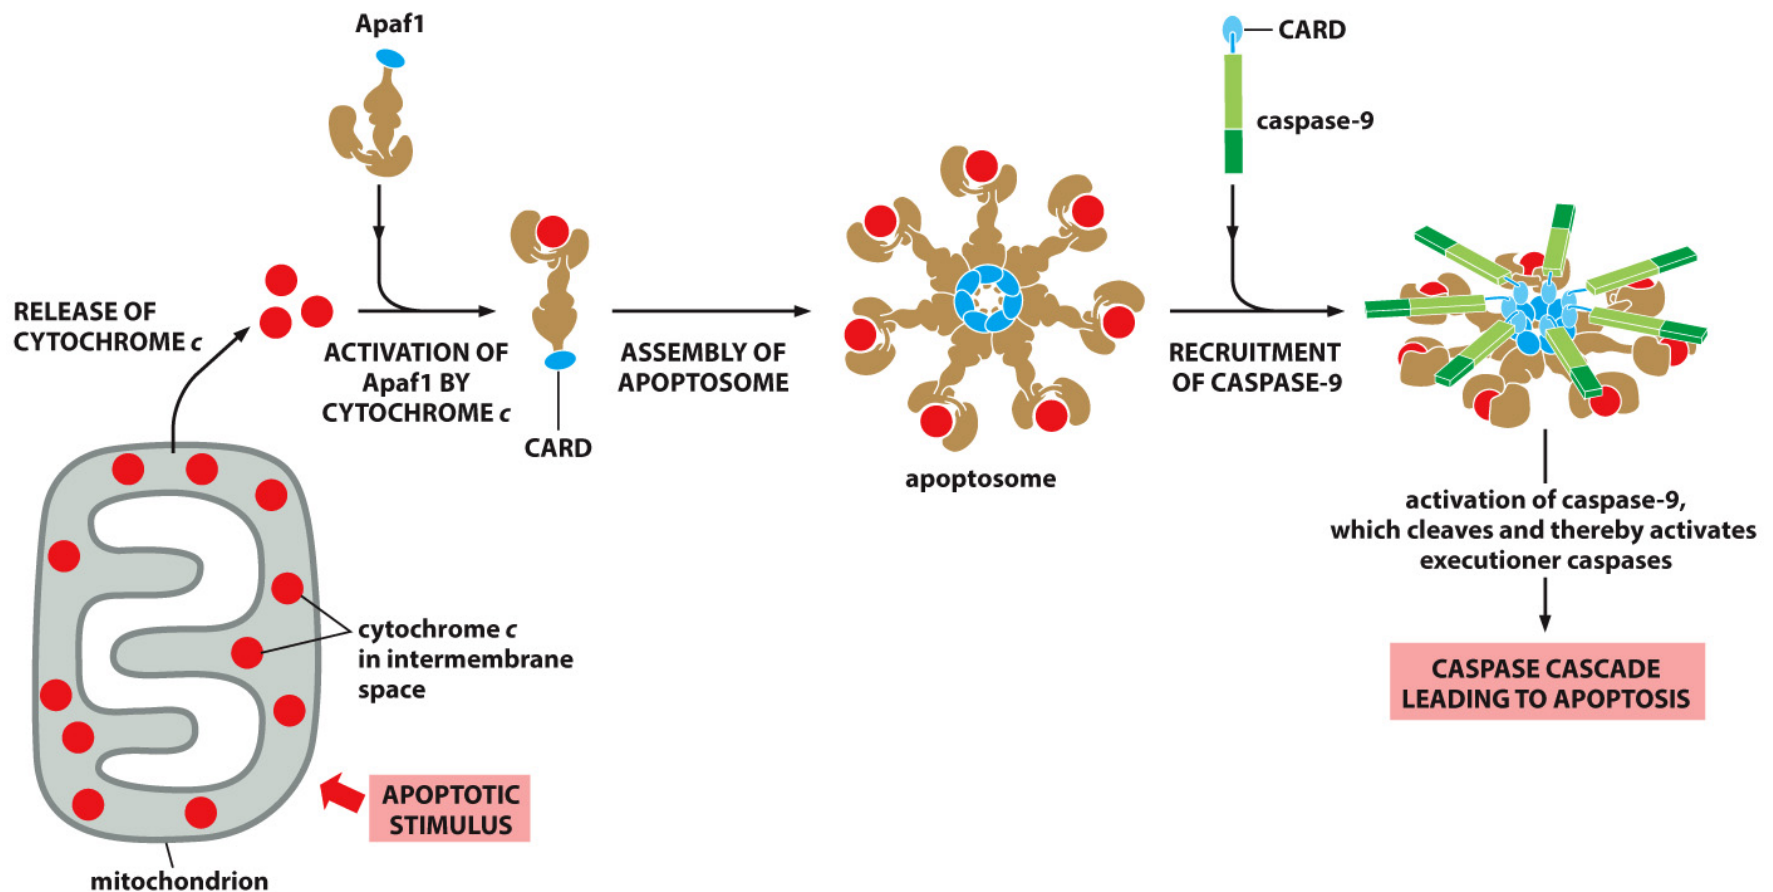 Apaf1
CARD
caspase-9
RELEASE OF
CYTOCHROME c
ACTIVATION OF
Apaf1 BY
CYTOCHROME c
CARD
ASSEMBLY OF
APOPTOSOME
apoptosome
RECRUITMENT
OF CASPASE-9
activation of caspase-9,
which cleaves and thereby activates
executioner caspases
CASPASE CASCADE
LEADING TO APOPTOSIS
cytochrome c
in intermembrane
space
APOPTOTIC
STIMULUS
mitochondrion